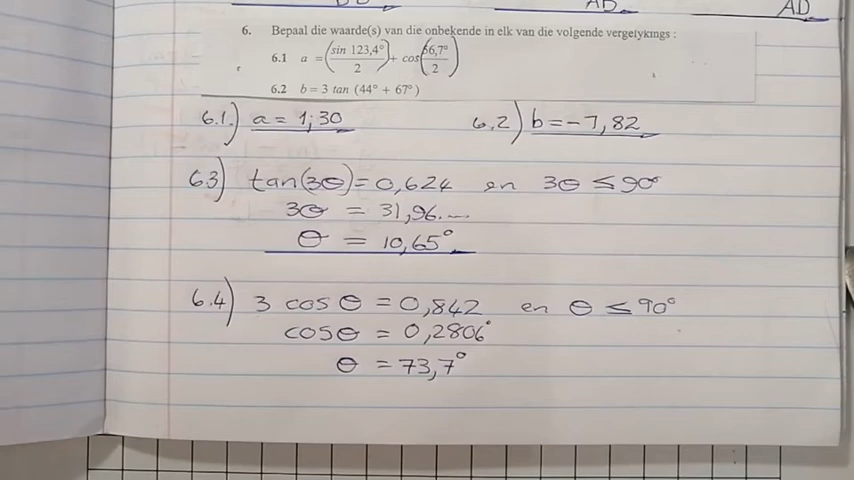 AD
AD
6. Bepaal die waarde(s) van die onbekende in elk van die volgende vergelykings :
6.1 a = (sin 123,4°/2) + cos(56,7°/2)
6.2 b = 3 tan (44° + 67°)
6.1.) a = 1,30
6.2) b = -7,82
6.3) tan(3θ) = 0,624 en 3θ ≤ 90°
3θ = 31,96....
θ = 10,65°
6.4) 3 cos θ = 0,842 en θ ≤ 90°
cosθ = 0,2806˙
θ = 73,7°